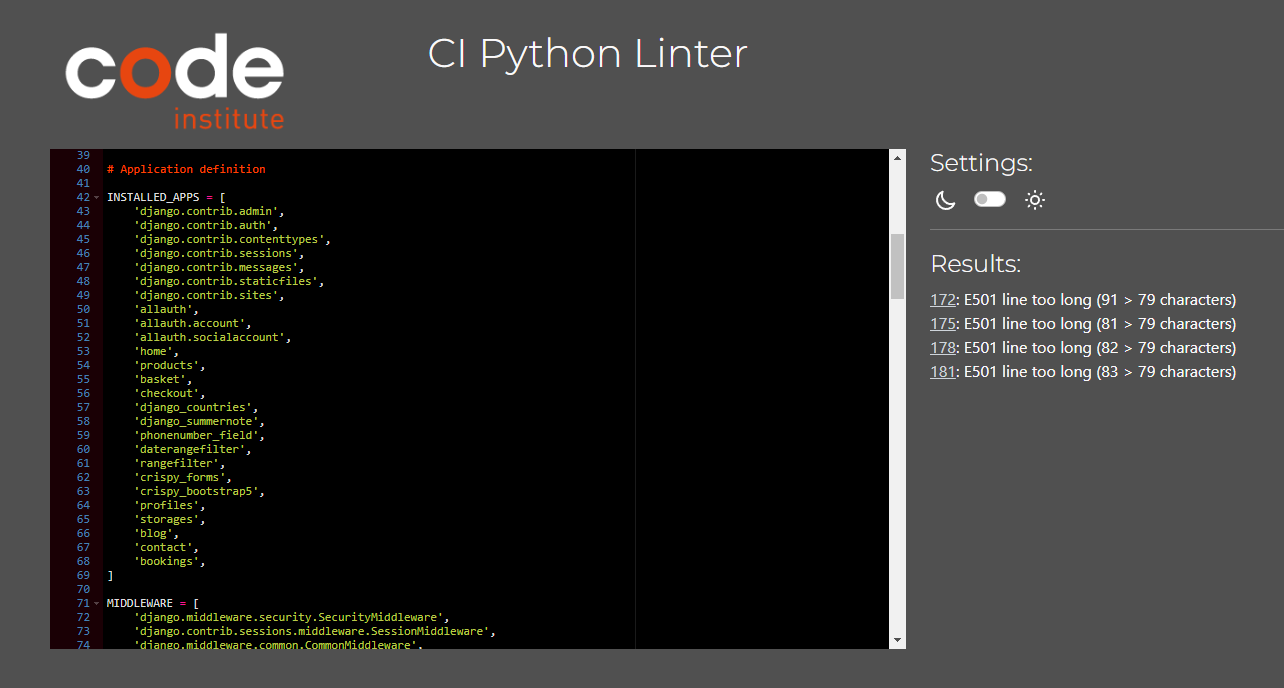 code
institute
CI Python Linter
39
40 # Application definition
41
42 INSTALLED_APPS = [
43 'django.contrib.admin',
44 'django.contrib.auth',
45 'django.contrib.contenttypes',
46 'django.contrib.sessions',
47 'django.contrib.messages',
48 'django.contrib.staticfiles',
49 'django.contrib.sites',
50 'allauth',
51 'allauth.account',
52 'allauth.socialaccount',
53 'home',
54 'products',
55 'basket',
56 'checkout',
57 'django_countries',
58 'django_summernote',
59 'phonenumber_field',
60 'daterangefilter',
61 'rangefilter',
62 'crispy_forms',
63 'crispy_bootstrap5',
64 'profiles',
65 'storages',
66 'blog',
67 'contact',
68 'bookings',
69 ]
70
71 MIDDLEWARE = [
72 'django.middleware.security.SecurityMiddleware',
73 'django.contrib.sessions.middleware.SessionMiddleware',
74 'django.middleware.common.CommonMiddleware',
Settings:
Results:
172: E501 line too long (91 > 79 characters)
175: E501 line too long (81 > 79 characters)
178: E501 line too long (82 > 79 characters)
181: E501 line too long (83 > 79 characters)